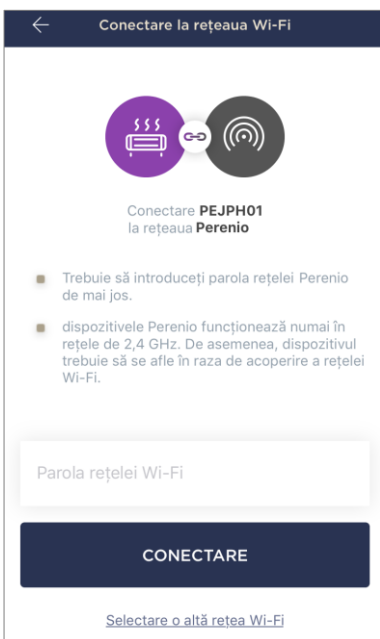 Conectare la rețeaua Wi-Fi
Conectare PEJPH01
la rețeaua Perenio
Trebuie să introduceți parola rețelei Perenio
de mai jos.
dispozitivele Perenio funcționează numai în
rețele de 2,4 GHz. De asemenea, dispozitivul
trebuie să se afle în raza de acoperire a rețelei
Wi-Fi.
Parola rețelei Wi-Fi
CONECTARE
Selectare o altă rețea Wi-Fi